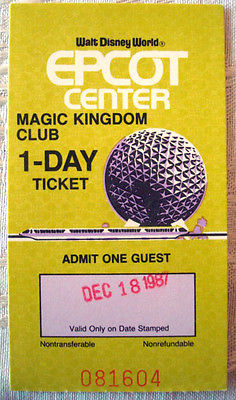 Walt Disney World®
EPCOT
CENTER
MAGIC KINGDOM
CLUB
1-DAY
TICKET
ADMIT ONE GUEST
DEC 18 1987
Valid Only on Date Stamped
Nontransferable Nonrefundable
081604